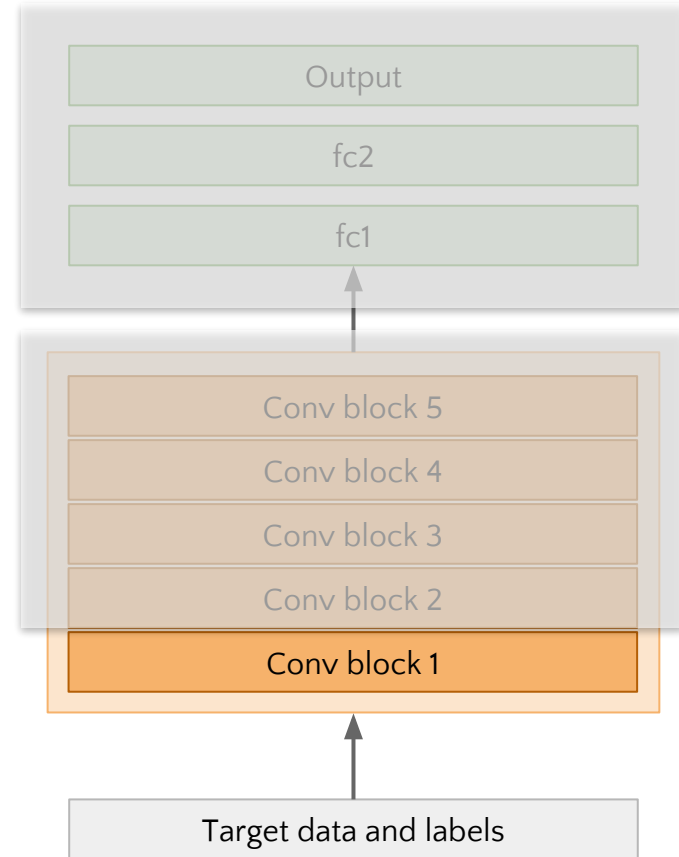 Output
fc2
fc1
Conv block 5
Conv block 4
Conv block 3
Conv block 2
Conv block 1
Target data and labels